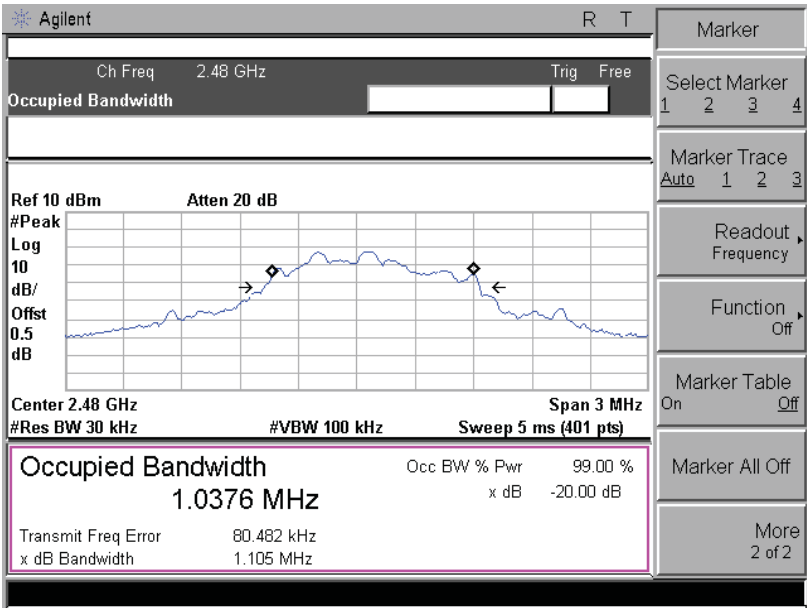 Agilent R T
Ch Freq 2.48 GHz Trig Free
Occupied Bandwidth
Ref 10 dBm Atten 20 dB
#Peak
Log
10
dB/
Offst
0.5
dB
Center 2.48 GHz Span 3 MHz
#Res BW 30 kHz #VBW 100 kHz Sweep 5 ms (401 pts)
Occupied Bandwidth
1.0376 MHz
Occ BW % Pwr 99.00 %
x dB -20.00 dB
Transmit Freq Error 80.482 kHz
x dB Bandwidth 1.105 MHz
Marker
Select Marker
1 2 3 4
Marker Trace
Auto 1 2 3
Readout
Frequency
Function
Off
Marker Table
On Off
Marker All Off
More
2 of 2